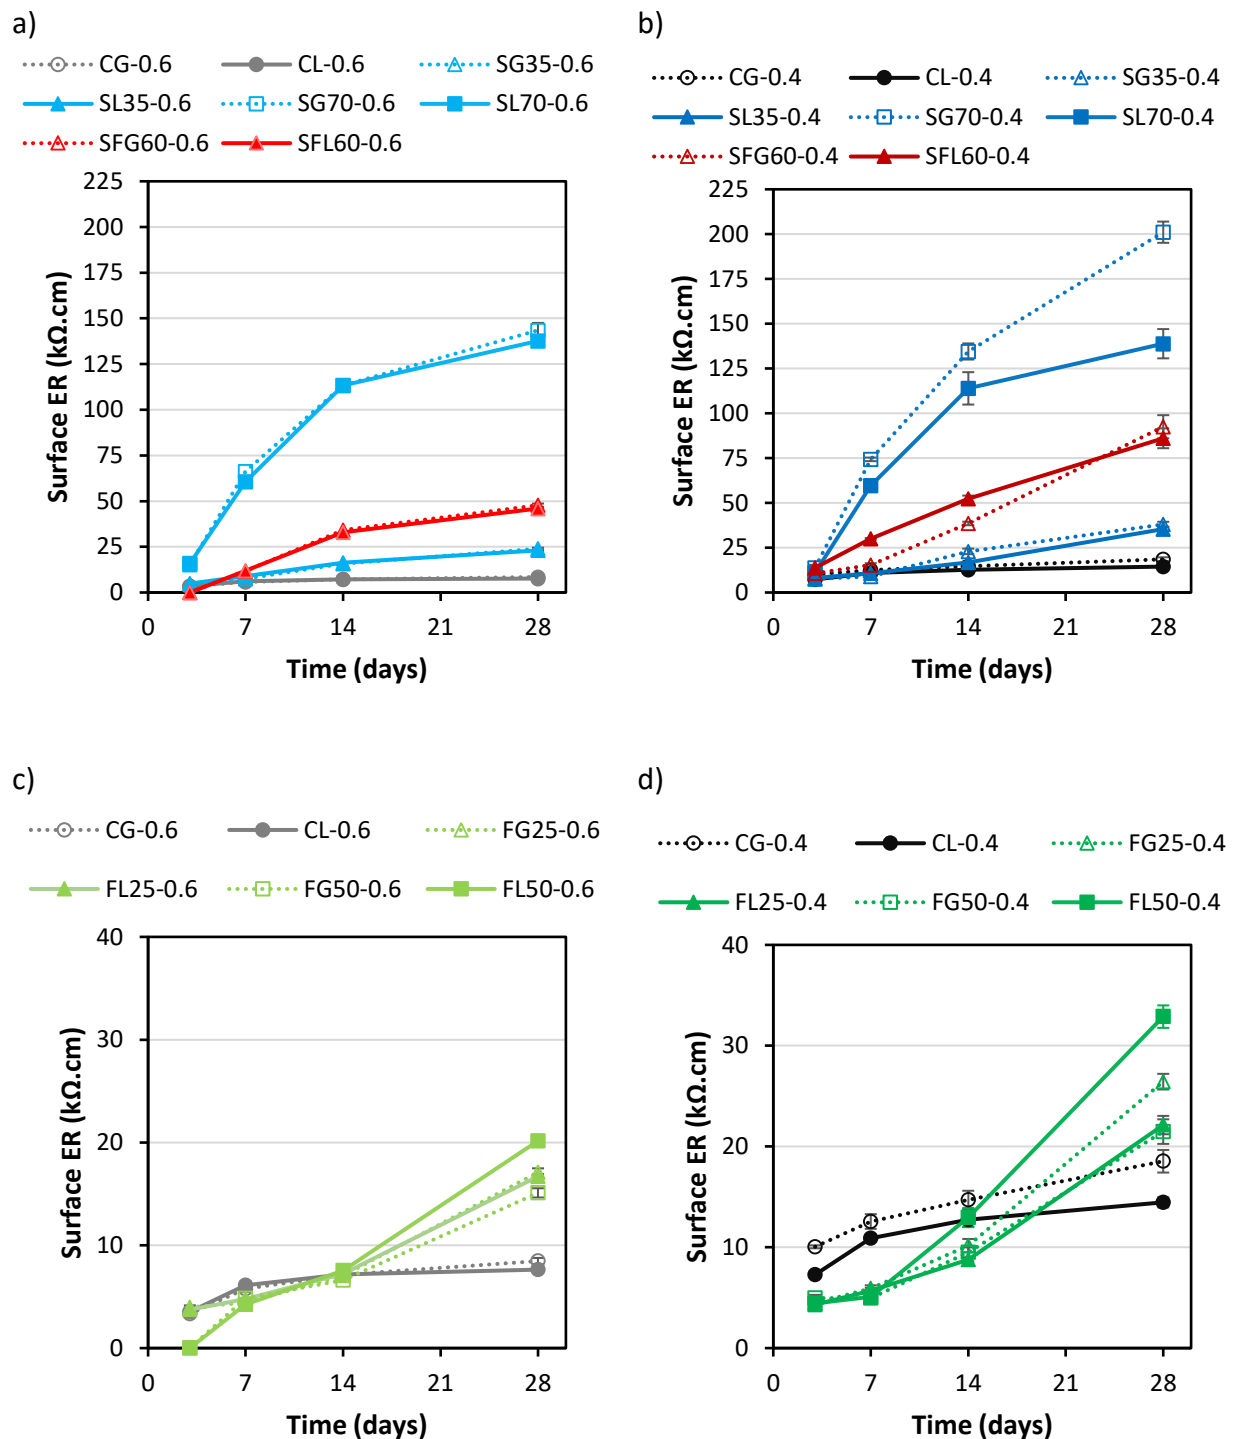 a)
CG-0.6 CL-0.6 SG35-0.6
SL35-0.6 SG70-0.6 SL70-0.6
SFG60-0.6 SFL60-0.6
225
200
175
150
125
100
75
50
25
0
Surface ER (kΩ.cm)
0 7 14 21 28
Time (days)
b)
CG-0.4 CL-0.4 SG35-0.4
SL35-0.4 SG70-0.4 SL70-0.4
SFG60-0.4 SFL60-0.4
225
200
175
150
125
100
75
50
25
0
Surface ER (kΩ.cm)
0 7 14 21 28
Time (days)
c)
CG-0.6 CL-0.6 FG25-0.6
FL25-0.6 FG50-0.6 FL50-0.6
40
30
20
10
0
Surface ER (kΩ.cm)
0 7 14 21 28
Time (days)
d)
CG-0.4 CL-0.4 FG25-0.4
FL25-0.4 FG50-0.4 FL50-0.4
40
30
20
10
0
Surface ER (kΩ.cm)
0 7 14 21 28
Time (days)